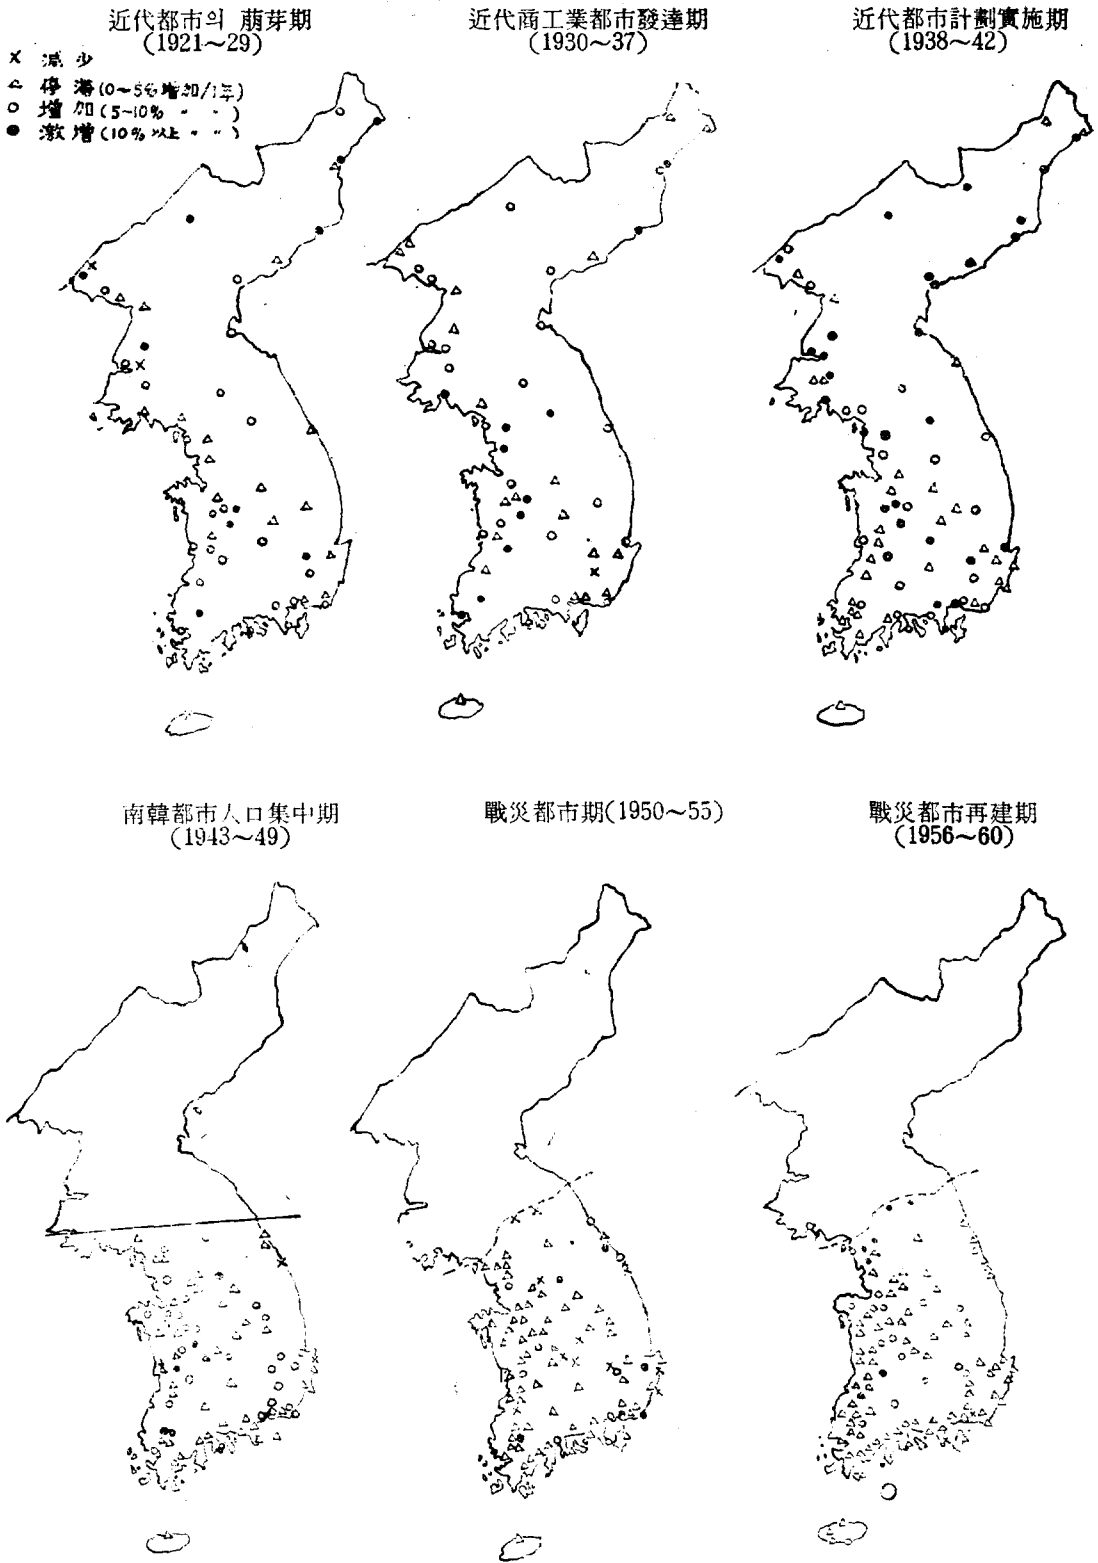 近代都市의 萠芽期
(1921～29)
近代商工業都市發達期
(1930～37)
近代都市計劃實施期
(1938～42)
× 減少
△ 停滯(0～5%增加/1年)
○ 增加(5~10% 〃 〃)
● 激增(10%以上 〃 〃)
南韓都市人口集中期
(1943～49)
戰災都市期(1950～55)
戰災都市再建期
(1956～60)